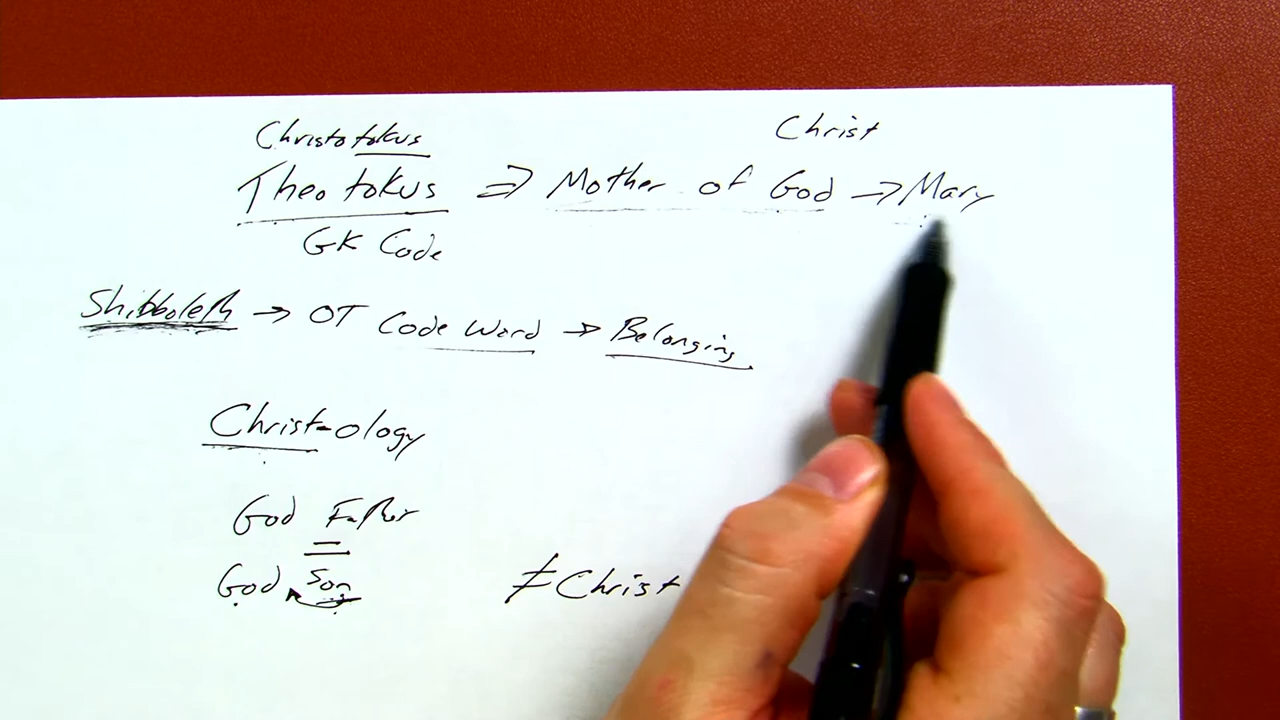 Christotokus Christ
Theotokus => Mother of God -> Mary
GK Code
Shibboleth -> OT Code Word -> Belonging
Christ-ology
God Father
=
God Son
≠ Christ